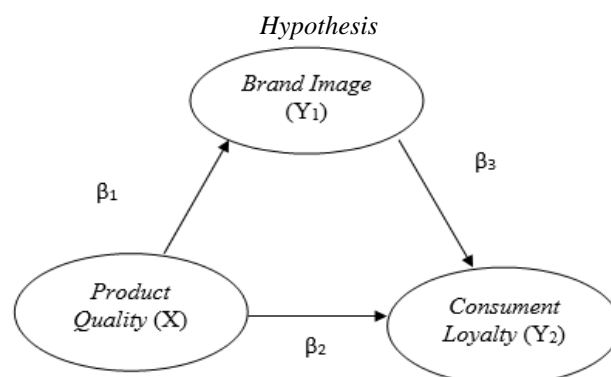 Hypothesis
Brand Image
(Y₁)
β₁
β₃
Product
Quality (X)
Consument
Loyalty (Y₂)
β₂